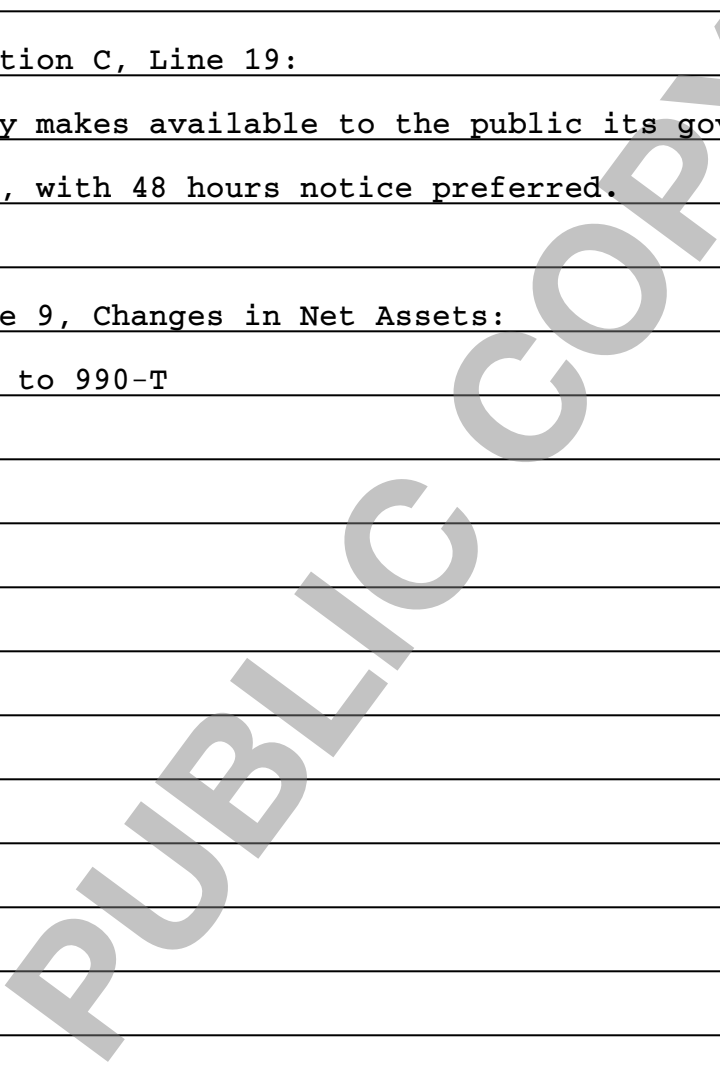 tion C, Line 19:
y makes available to the public its gov
, with 48 hours notice preferred.
e 9, Changes in Net Assets:
to 990-T
PUBLIC COPY